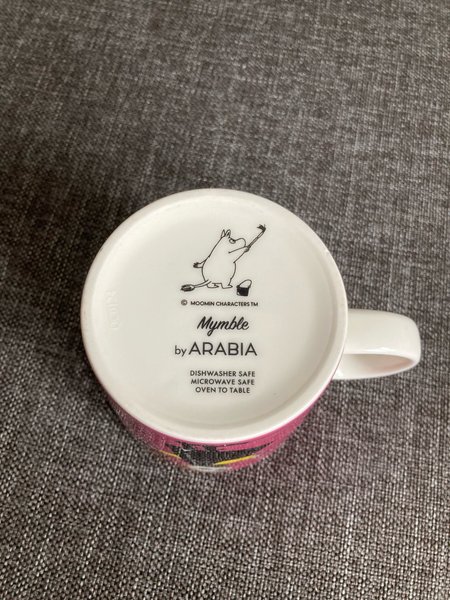 © MOOMIN CHARACTERS TM
Mymble
by ARABIA
DISHWASHER SAFE
MICROWAVE SAFE
OVEN TO TABLE